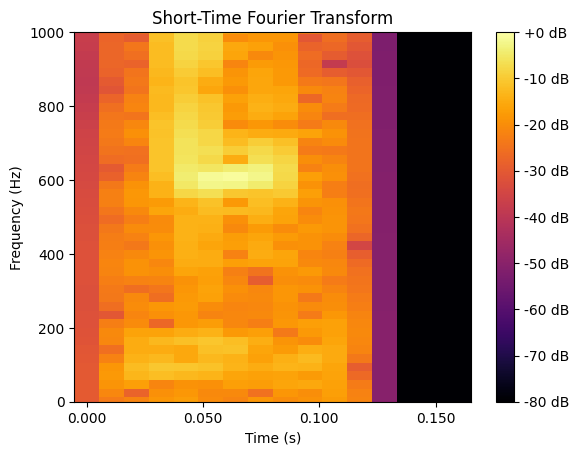 Short-Time Fourier Transform
1000
800
600
400
200
0
Frequency (Hz)
0.000
0.050
0.100
0.150
Time (s)
+0 dB
-10 dB
-20 dB
-30 dB
-40 dB
-50 dB
-60 dB
-70 dB
-80 dB